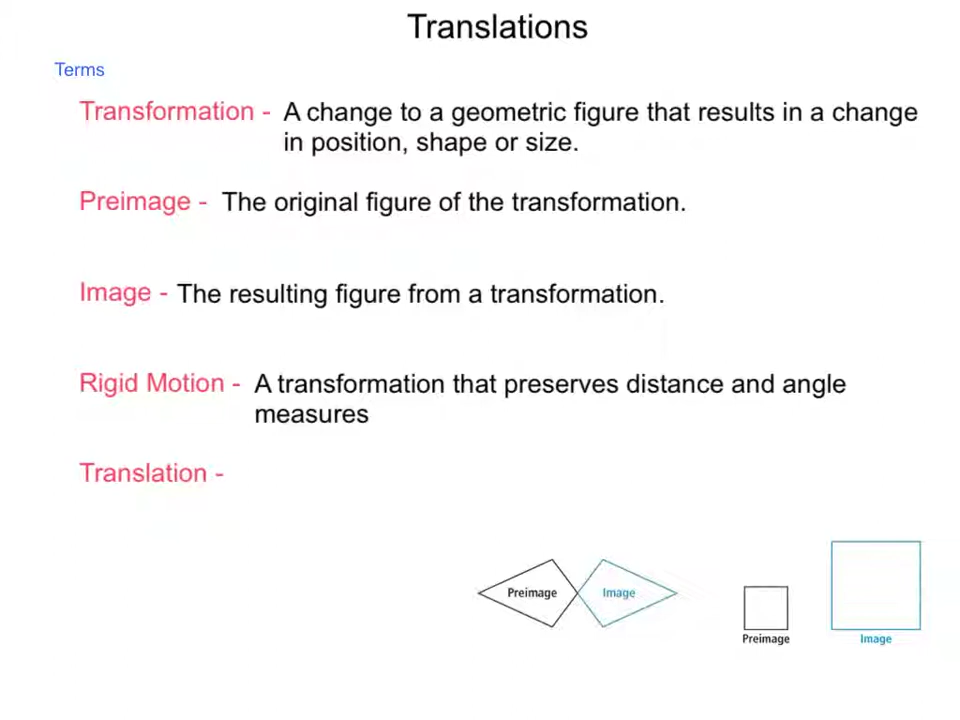 Translations
Terms
Transformation - A change to a geometric figure that results in a change
in position, shape or size.
Preimage - The original figure of the transformation.
Image - The resulting figure from a transformation.
Rigid Motion - A transformation that preserves distance and angle
measures
Translation -
Preimage Image
Preimage Image